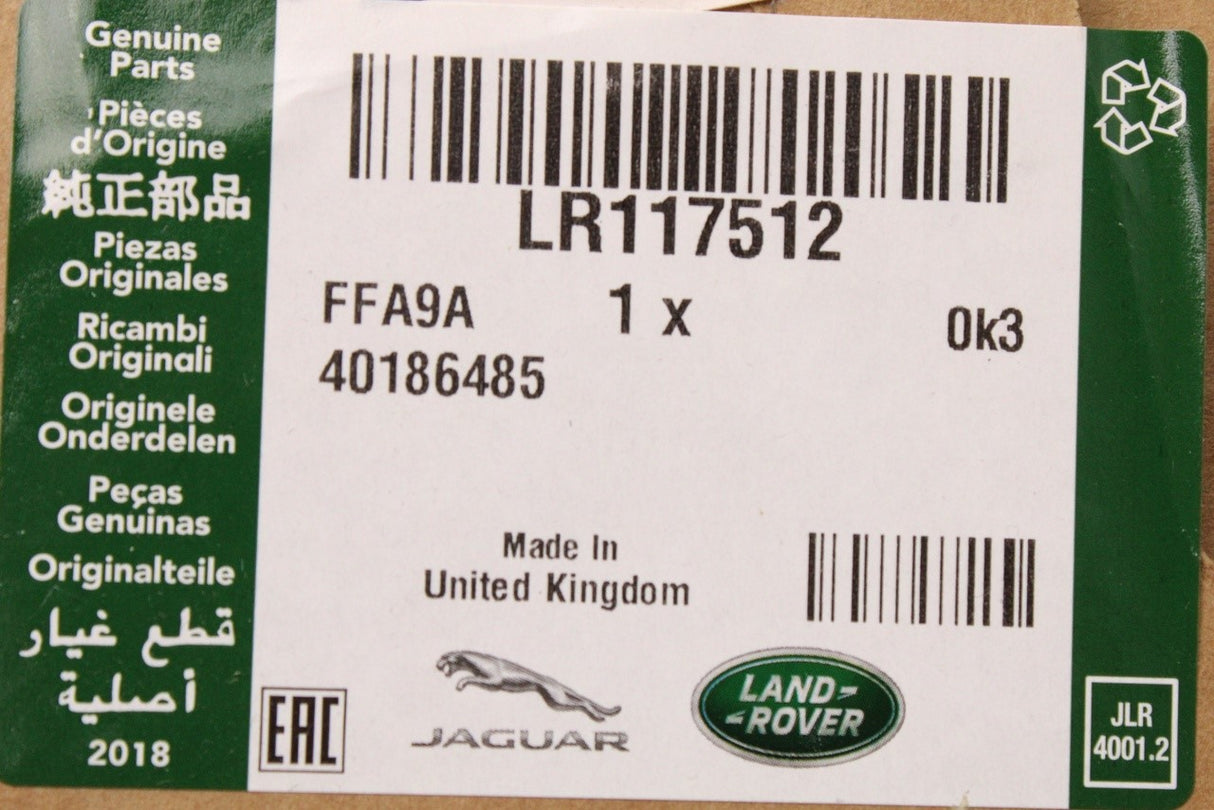 Genuine
Parts
Pièces
d'Origine
純正部品
Piezas
Originales
Ricambi
Originali
Originele
Onderdelen
Peças
Genuinas
Originalteile
قطع غيار
أصلية
2018
LR117512
FFA9A 1 x 0k3
40186485
Made In
United Kingdom
EAC
JAGUAR
LAND-
-ROVER
JLR
4001.2